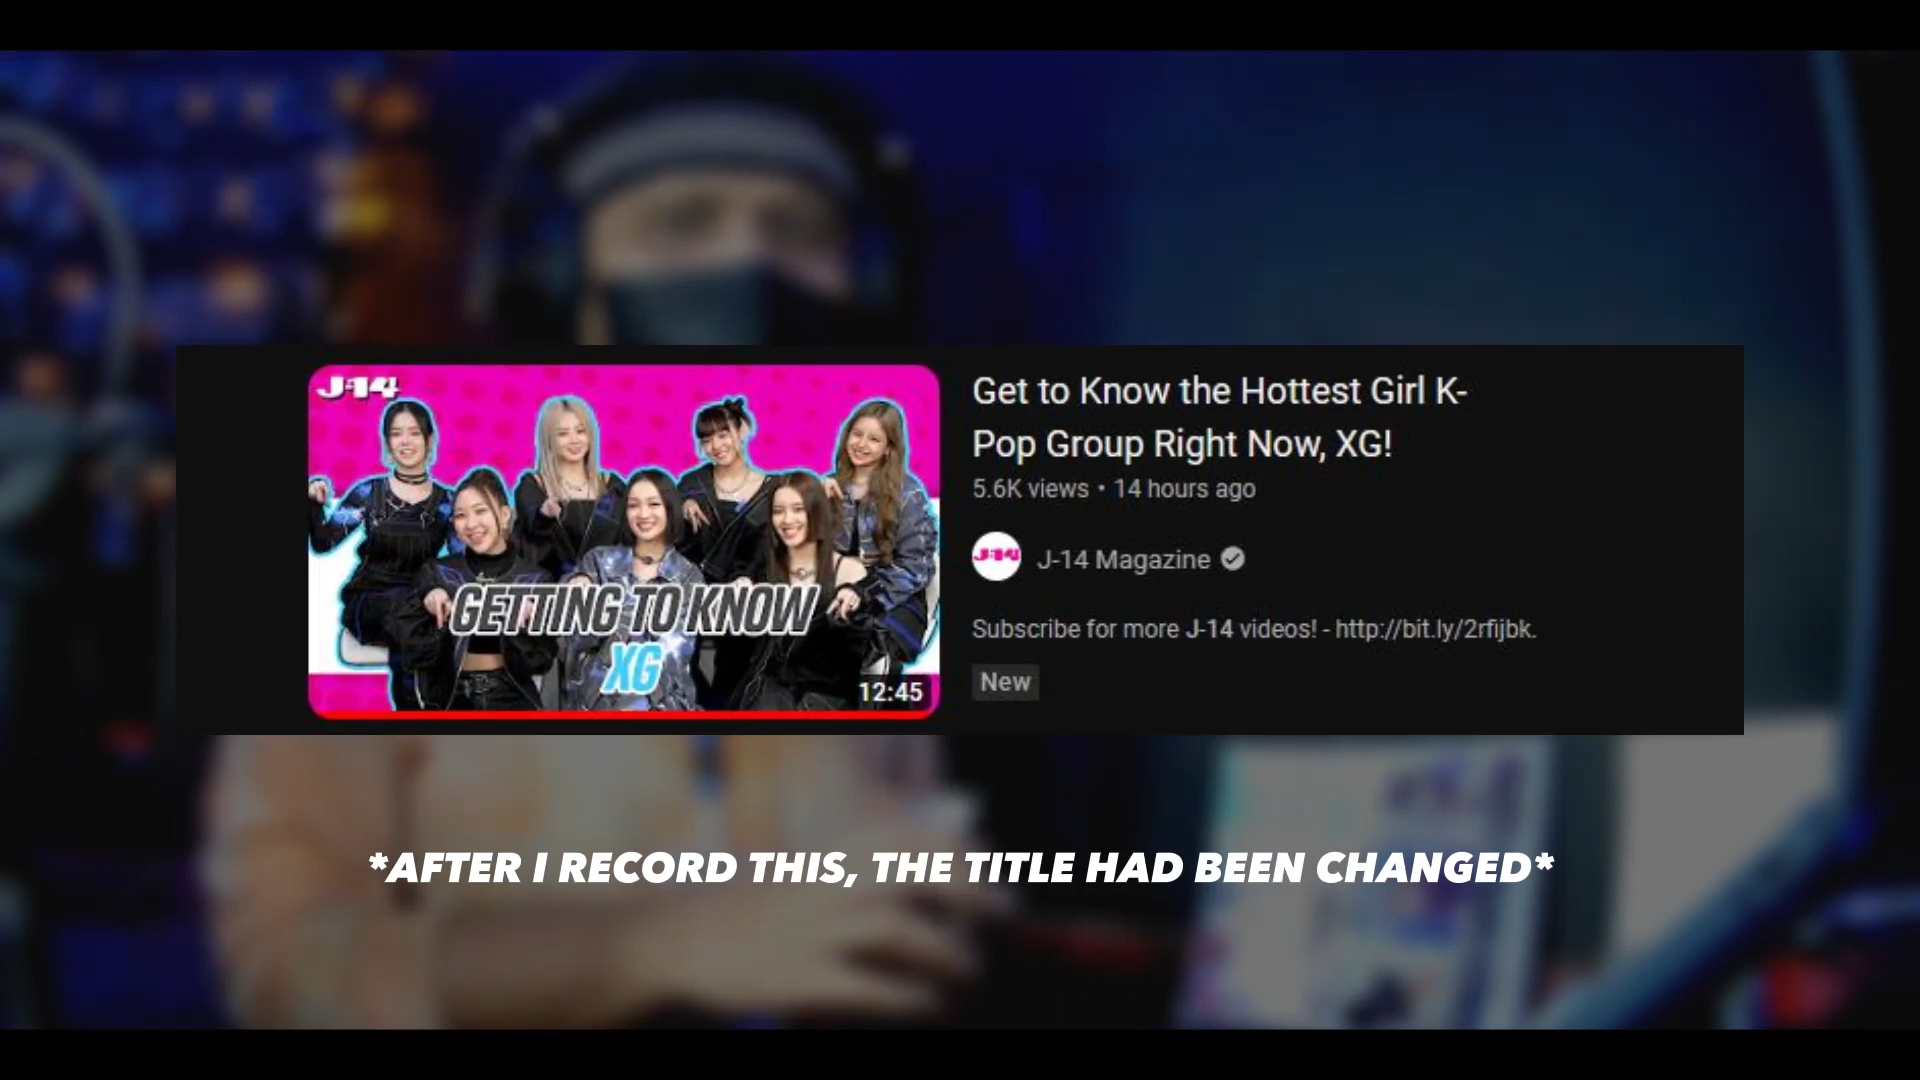 J-14
GETTING TO KNOW
XG
12:45
Get to Know the Hottest Girl K-
Pop Group Right Now, XG!
5.6K views • 14 hours ago
J-14
J-14 Magazine
Subscribe for more J-14 videos! - http://bit.ly/2rfijbk.
New
*AFTER I RECORD THIS, THE TITLE HAD BEEN CHANGED*